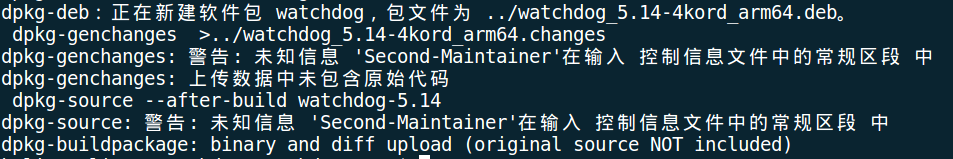 dpkg-deb：正在新建软件包 watchdog，包文件为 ../watchdog_5.14-4kord_arm64.deb。
 dpkg-genchanges  >../watchdog_5.14-4kord_arm64.changes
dpkg-genchanges: 警告: 未知信息 'Second-Maintainer'在输入 控制信息文件中的常规区段 中
dpkg-genchanges: 上传数据中未包含原始代码
 dpkg-source --after-build watchdog-5.14
dpkg-source: 警告: 未知信息 'Second-Maintainer'在输入 控制信息文件中的常规区段 中
dpkg-buildpackage: binary and diff upload (original source NOT included)